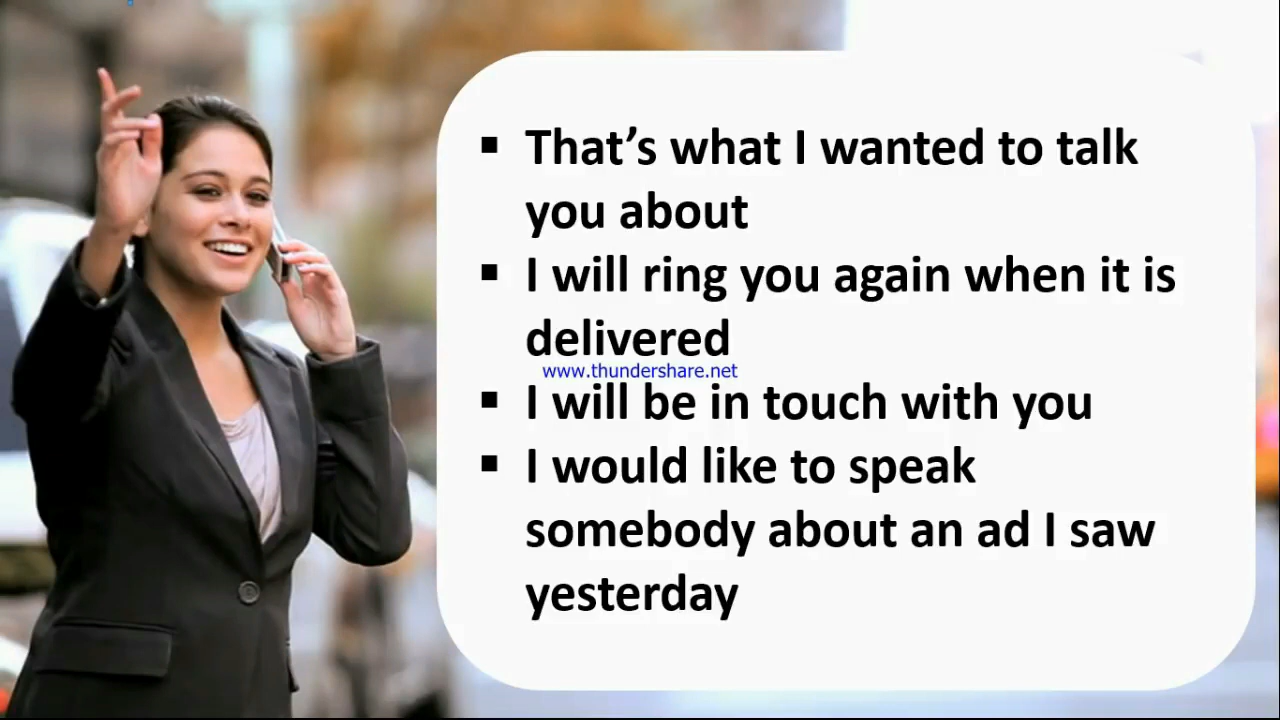 ▪ That’s what I wanted to talk
you about
▪ I will ring you again when it is
delivered
www.thundershare.net
▪ I will be in touch with you
▪ I would like to speak
somebody about an ad I saw
yesterday